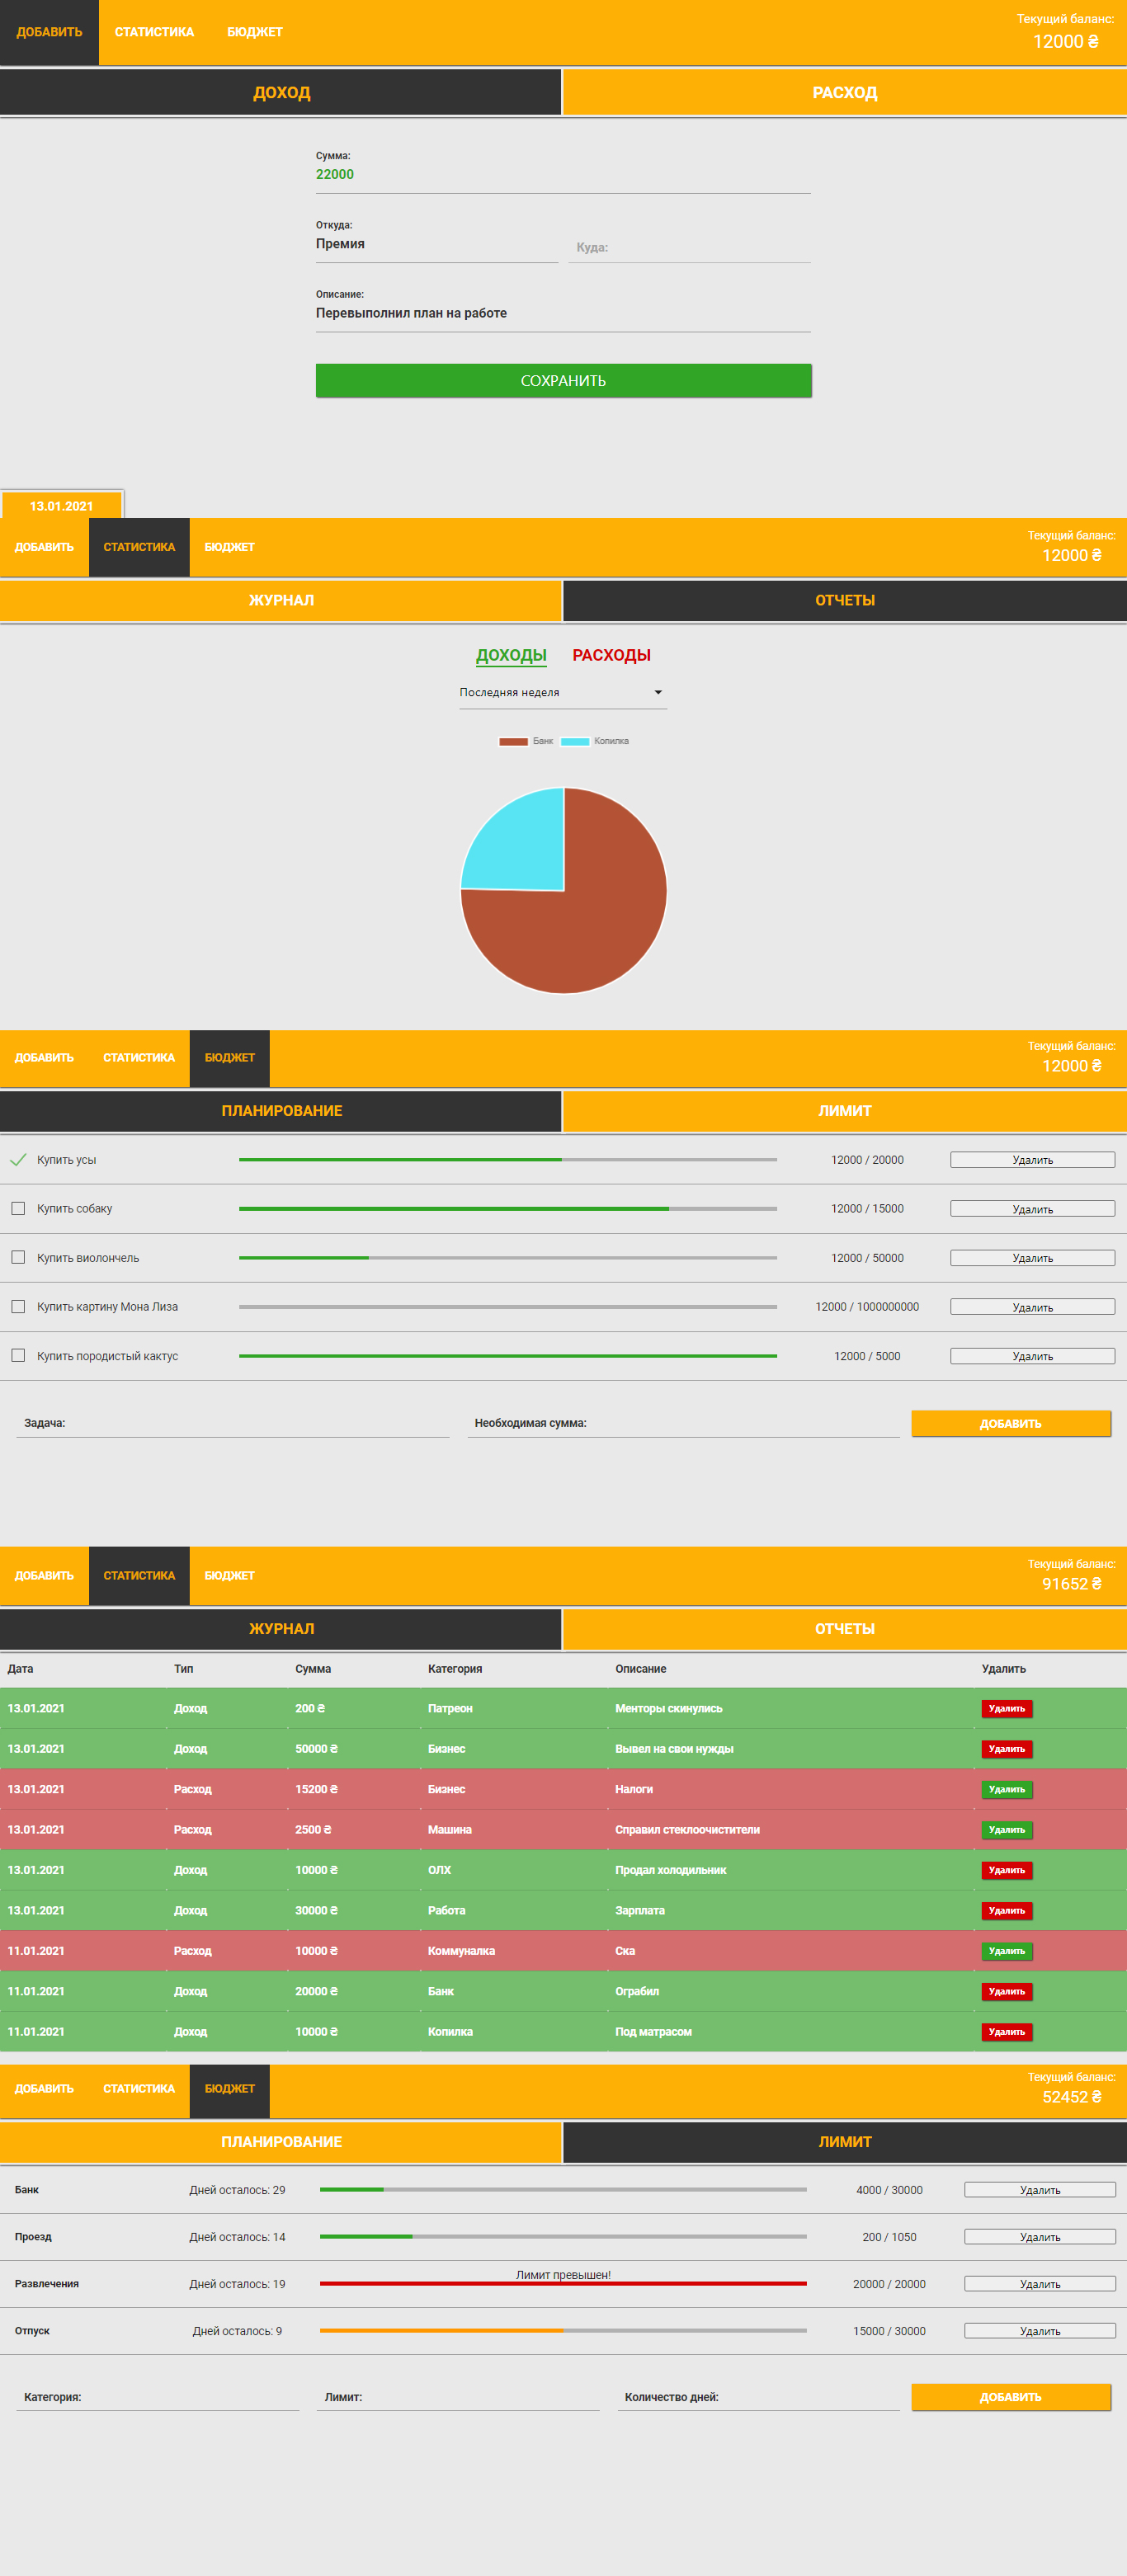 ДОБАВИТЬ СТАТИСТИКА БЮДЖЕТ Текущий баланс:
12000 ₴
ДОХОД РАСХОД
Сумма:
22000
Откуда:
Премия Куда:
Описание:
Перевыполнил план на работе
СОХРАНИТЬ
13.01.2021
ДОБАВИТЬ СТАТИСТИКА БЮДЖЕТ Текущий баланс:
12000 ₴
ЖУРНАЛ ОТЧЕТЫ
ДОХОДЫ РАСХОДЫ
Последняя неделя
Банк Копилка
ДОБАВИТЬ СТАТИСТИКА БЮДЖЕТ Текущий баланс:
12000 ₴
ПЛАНИРОВАНИЕ ЛИМИТ
Купить усы 12000 / 20000 Удалить
Купить собаку 12000 / 15000 Удалить
Купить виолончель 12000 / 50000 Удалить
Купить картину Мона Лиза 12000 / 1000000000 Удалить
Купить породистый кактус 12000 / 5000 Удалить
Задача: Необходимая сумма: ДОБАВИТЬ
ДОБАВИТЬ СТАТИСТИКА БЮДЖЕТ Текущий баланс:
91652 ₴
ЖУРНАЛ ОТЧЕТЫ
Дата Тип Сумма Категория Описание Удалить
13.01.2021 Доход 200 ₴ Патреон Менторы скинулись Удалить
13.01.2021 Доход 50000 ₴ Бизнес Вывел на свои нужды Удалить
13.01.2021 Расход 15200 ₴ Бизнес Налоги Удалить
13.01.2021 Расход 2500 ₴ Машина Справил стеклоочистители Удалить
13.01.2021 Доход 10000 ₴ ОЛХ Продал холодильник Удалить
13.01.2021 Доход 30000 ₴ Работа Зарплата Удалить
11.01.2021 Расход 10000 ₴ Коммуналка Ска Удалить
11.01.2021 Доход 20000 ₴ Банк Ограбил Удалить
11.01.2021 Доход 10000 ₴ Копилка Под матрасом Удалить
ДОБАВИТЬ СТАТИСТИКА БЮДЖЕТ Текущий баланс:
52452 ₴
ПЛАНИРОВАНИЕ ЛИМИТ
Банк Дней осталось: 29 4000 / 30000 Удалить
Проезд Дней осталось: 14 200 / 1050 Удалить
Лимит превышен!
Развлечения Дней осталось: 19 20000 / 20000 Удалить
Отпуск Дней осталось: 9 15000 / 30000 Удалить
Категория: Лимит: Количество дней: ДОБАВИТЬ